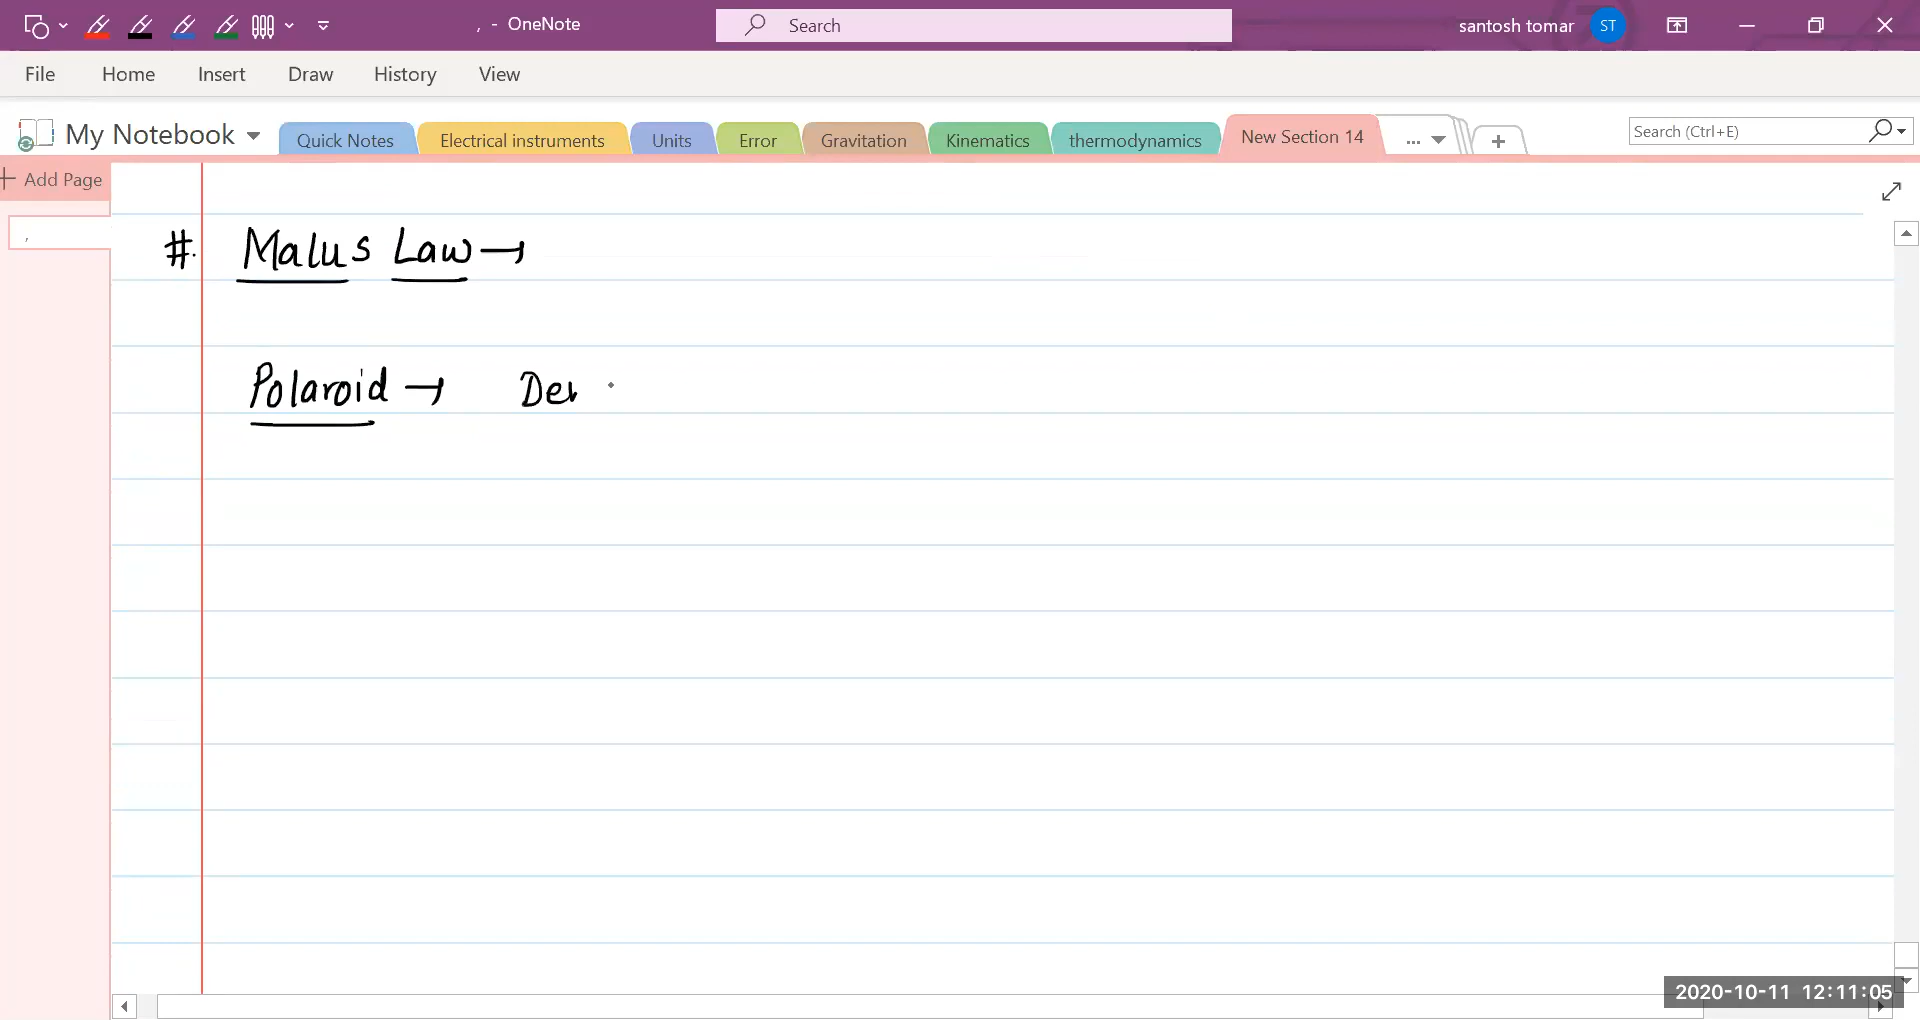 , - OneNote
Search
santosh tomar ST
File Home Insert Draw History View
My Notebook Quick Notes Electrical instruments Units Error Gravitation Kinematics thermodynamics New Section 14 ... +
Search (Ctrl+E)
+ Add Page
,
#. Malus Law →
Polaroid → Dev
2020-10-11 12:11:05